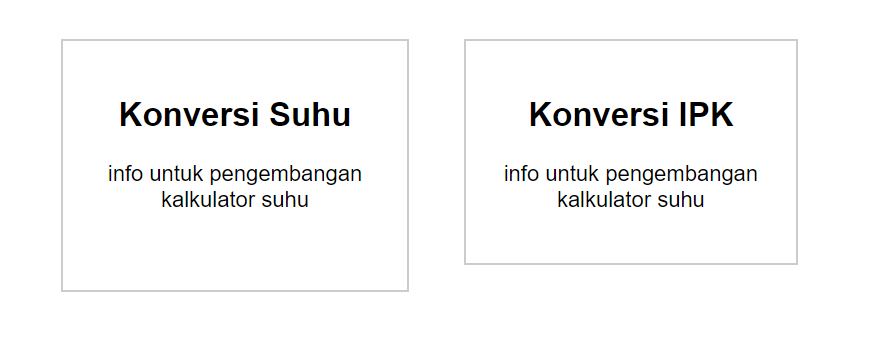 Konversi Suhu
info untuk pengembangan
kalkulator suhu
Konversi IPK
info untuk pengembangan
kalkulator suhu